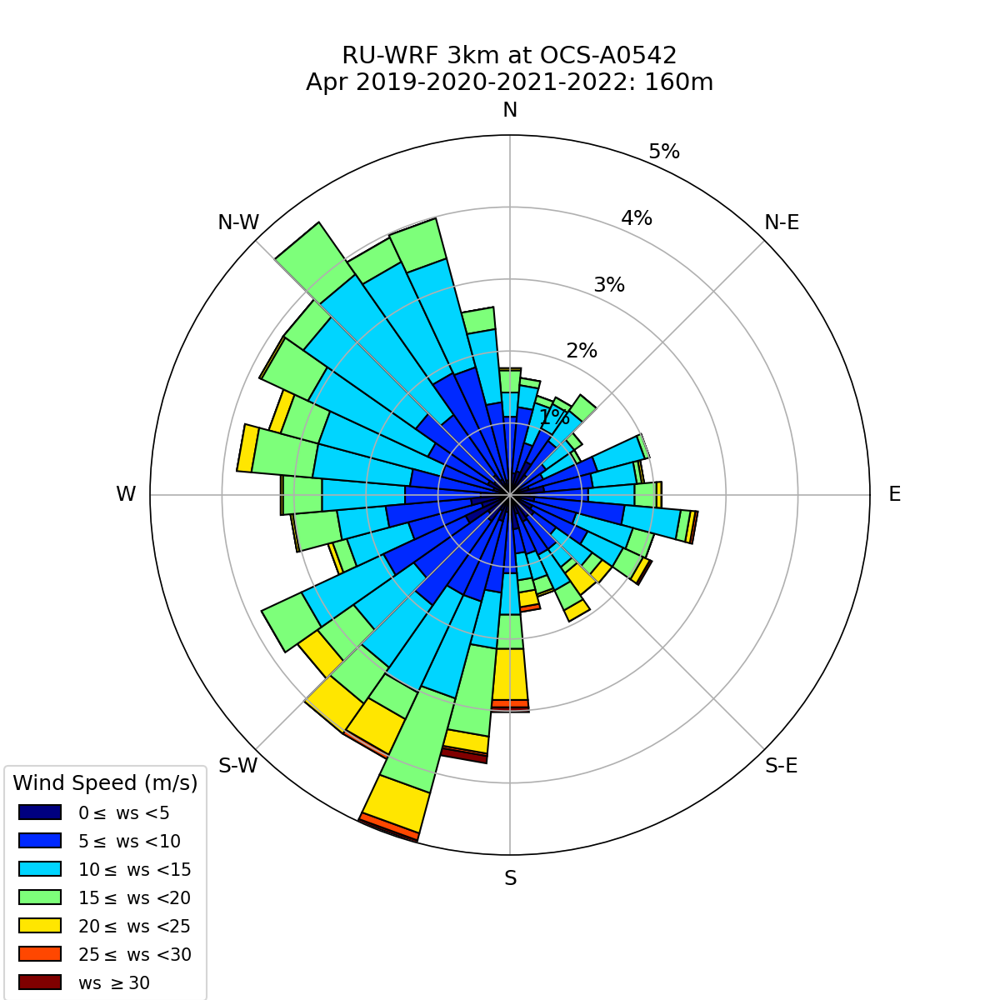 RU-WRF 3km at OCS-A0542
Apr 2019-2020-2021-2022: 160m
N
5%
N-W
4%
N-E
3%
2%
1%
W
E
S-W
S-E
S
Wind Speed (m/s)
0≤ ws <5
5≤ ws <10
10≤ ws <15
15≤ ws <20
20≤ ws <25
25≤ ws <30
ws ≥30